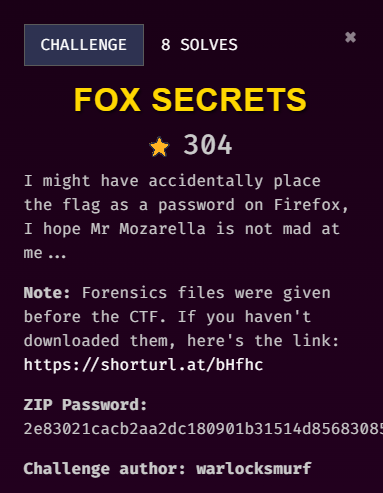 CHALLENGE 8 SOLVES ✖
FOX SECRETS
304
I might have accidentally place
the flag as a password on Firefox,
I hope Mr Mozarella is not mad at
me...
Note: Forensics files were given
before the CTF. If you haven't
downloaded them, here's the link:
https://shorturl.at/bHfhc
ZIP Password:
2e83021cacb2aa2dc180901b31514d8568308
Challenge author: warlocksmurf